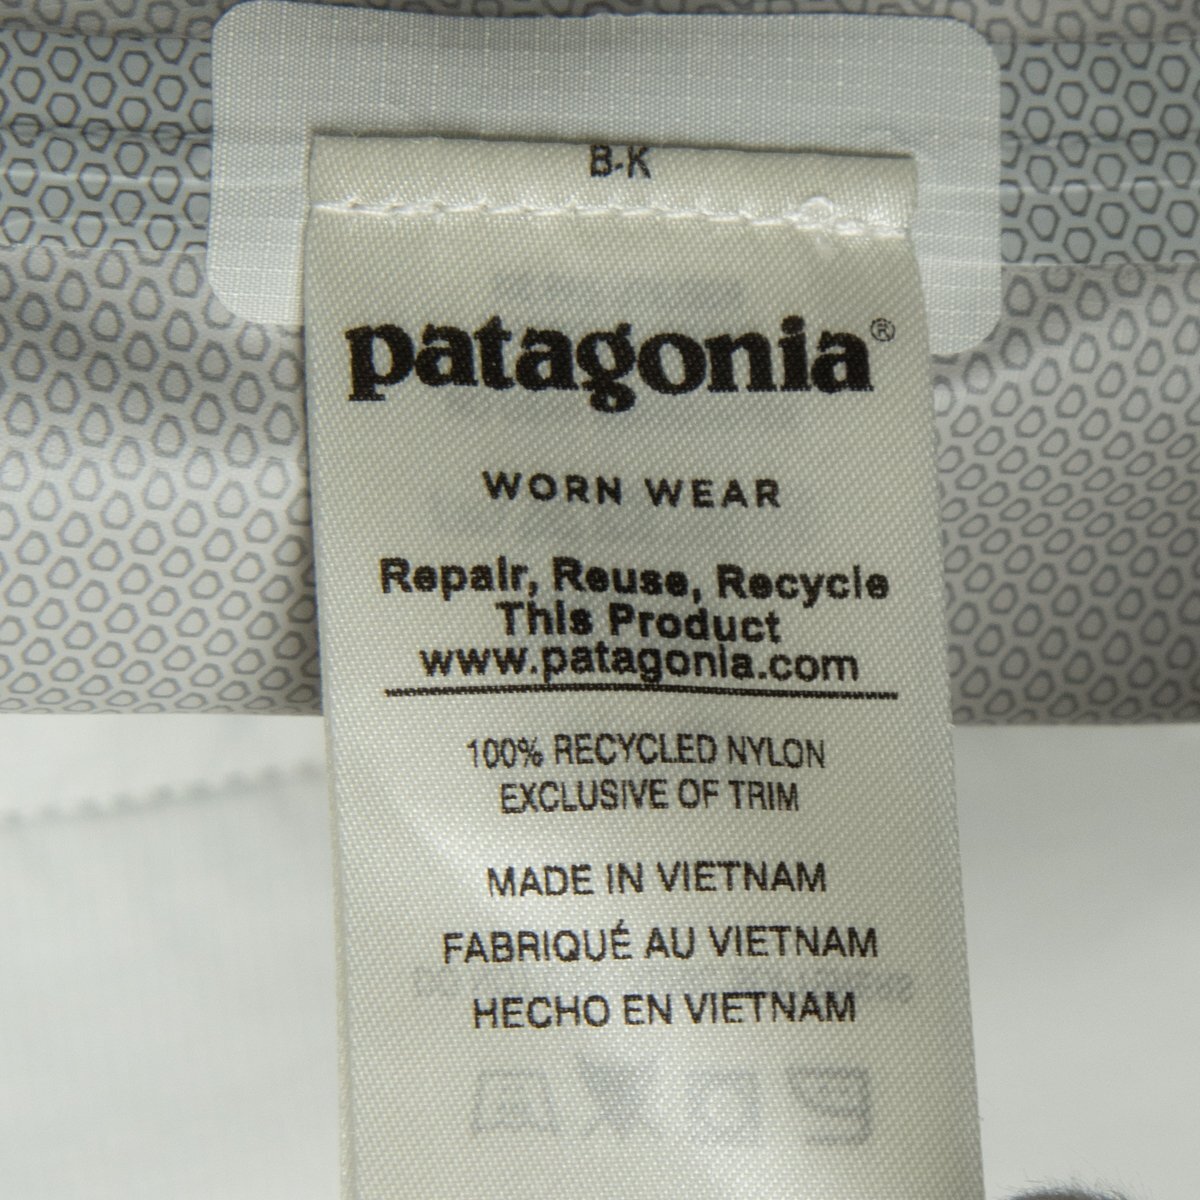 B-K
patagonia®
WORN WEAR
Repair, Reuse, Recycle
This Product
www.patagonia.com
100% RECYCLED NYLON
EXCLUSIVE OF TRIM
MADE IN VIETNAM
FABRIQUÉ AU VIETNAM
HECHO EN VIETNAM